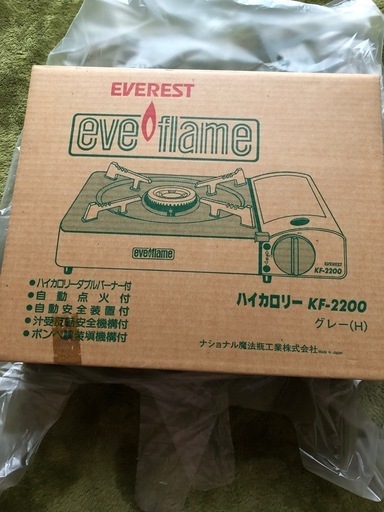 EVEREST
eve flame
eve flame
EVEREST
KF-2200
ハイカロリー KF-2200
グレー(H)
●ハイカロリーダブルバーナー付
●自動点火付
●自動安全装置付
●汁受反転安全機構付
●ボンベ誤装填機構付
ナショナル魔法瓶工業株式会社 Made in Japan